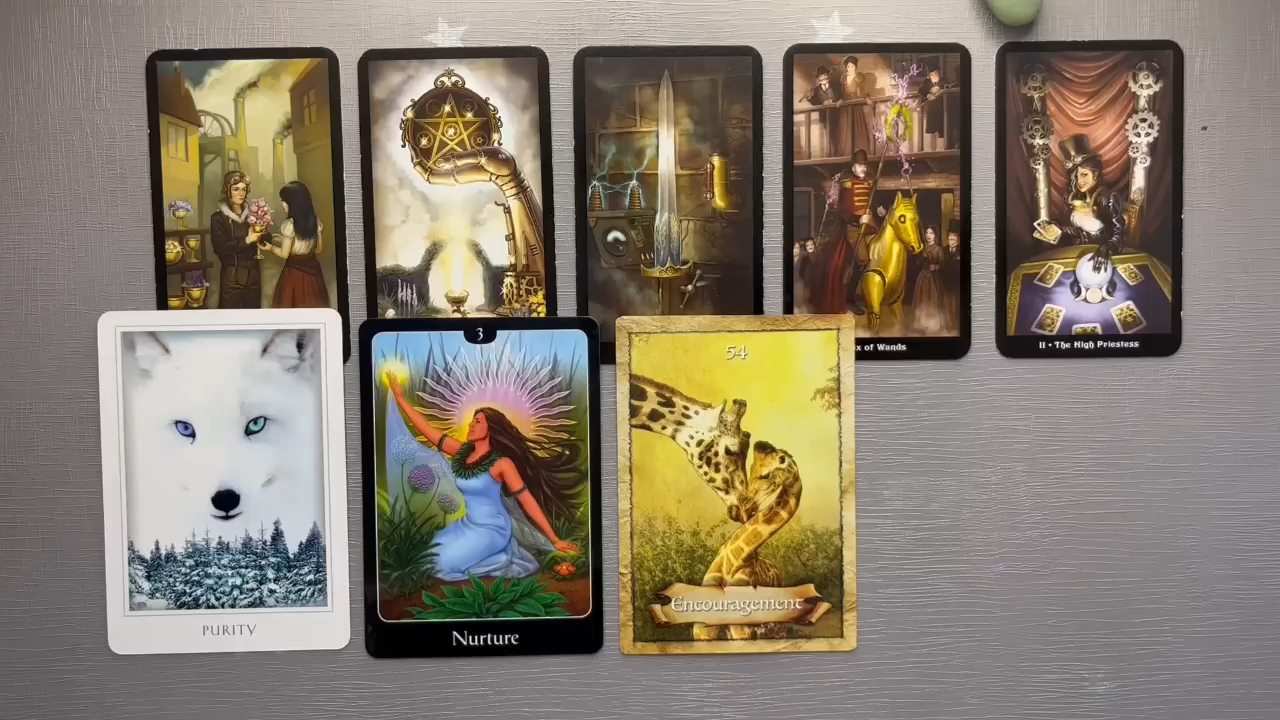 x of Wands
II • The High Priestess
PURITY
3
Nurture
54
Encouragement